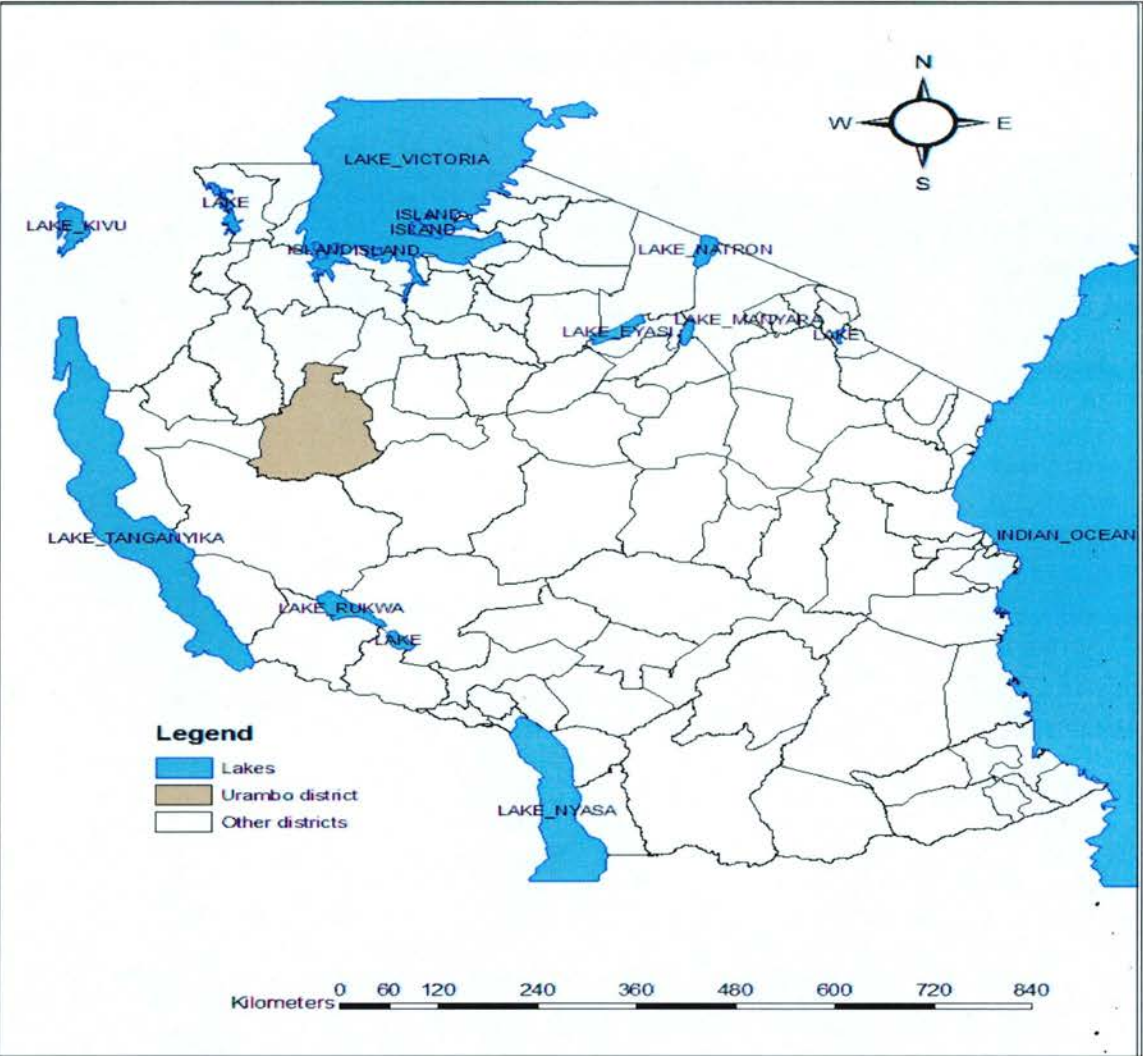 N
W E
S
LAKE_VICTORIA
LAKE
ISLAND
LAKE_KIVU
ISLAND
ISLANDISLAND
LAKE_NATRON
LAKE_MANYARA
LAKE_EYASI
LAKE
LAKE_TANGANYIKA
INDIAN_OCEAN
LAKE_RUKWA
LAKE
Legend
Lakes
Urambo district
Other districts
LAKE_NYASA
0 60 120 240 360 480 600 720 840
Kilometers